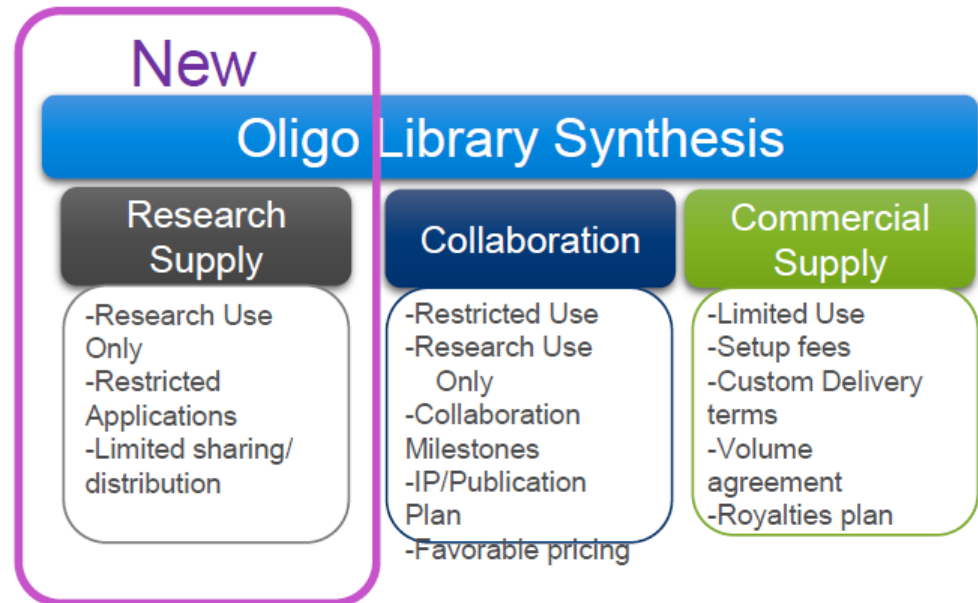 New
Oligo Library Synthesis
Research
Supply
-Research Use
Only
-Restricted
Applications
-Limited sharing/
distribution
Collaboration
-Restricted Use
-Research Use
Only
-Collaboration
Milestones
-IP/Publication
Plan
-Favorable pricing
Commercial
Supply
-Limited Use
-Setup fees
-Custom Delivery
terms
-Volume
agreement
-Royalties plan